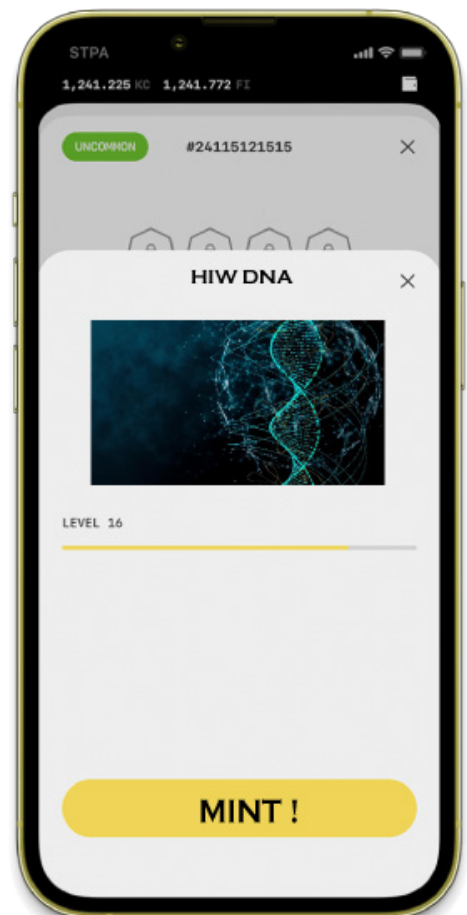 STPA
1,241.225 KC 1,241.772 FI
UNCOMMON #24115121515
HIW DNA
LEVEL 16
MINT !